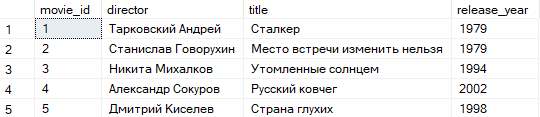 movie_id director title release_year
1 1 Тарковский Андрей Сталкер 1979
2 2 Станислав Говорухин Место встречи изменить нельзя 1979
3 3 Никита Михалков Утомленные солнцем 1994
4 4 Александр Сокуров Русский ковчег 2002
5 5 Дмитрий Киселев Страна глухих 1998